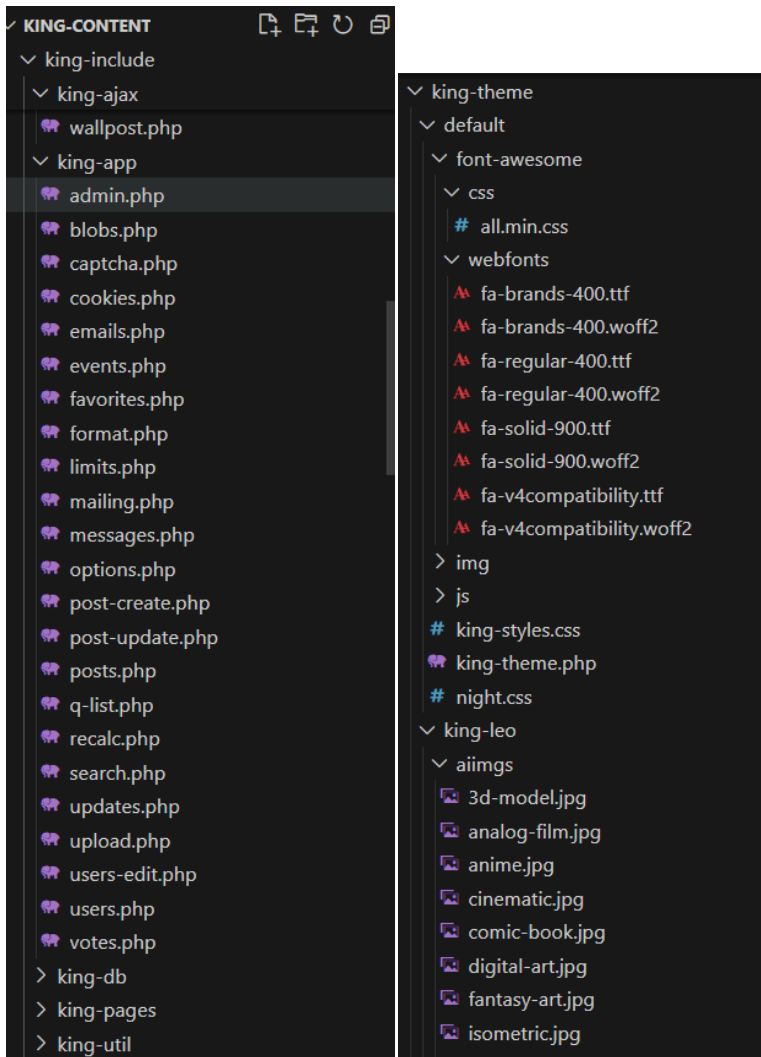 KING-CONTENT
king-include
king-ajax
wallpost.php
king-app
admin.php
blobs.php
captcha.php
cookies.php
emails.php
events.php
favorites.php
format.php
limits.php
mailing.php
messages.php
options.php
post-create.php
post-update.php
posts.php
q-list.php
recalc.php
search.php
updates.php
upload.php
users-edit.php
users.php
votes.php
king-db
king-pages
king-util
king-theme
default
font-awesome
css
# all.min.css
webfonts
fa-brands-400.ttf
fa-brands-400.woff2
fa-regular-400.ttf
fa-regular-400.woff2
fa-solid-900.ttf
fa-solid-900.woff2
fa-v4compatibility.ttf
fa-v4compatibility.woff2
img
js
# king-styles.css
king-theme.php
# night.css
king-leo
aiimgs
3d-model.jpg
analog-film.jpg
anime.jpg
cinematic.jpg
comic-book.jpg
digital-art.jpg
fantasy-art.jpg
isometric.jpg